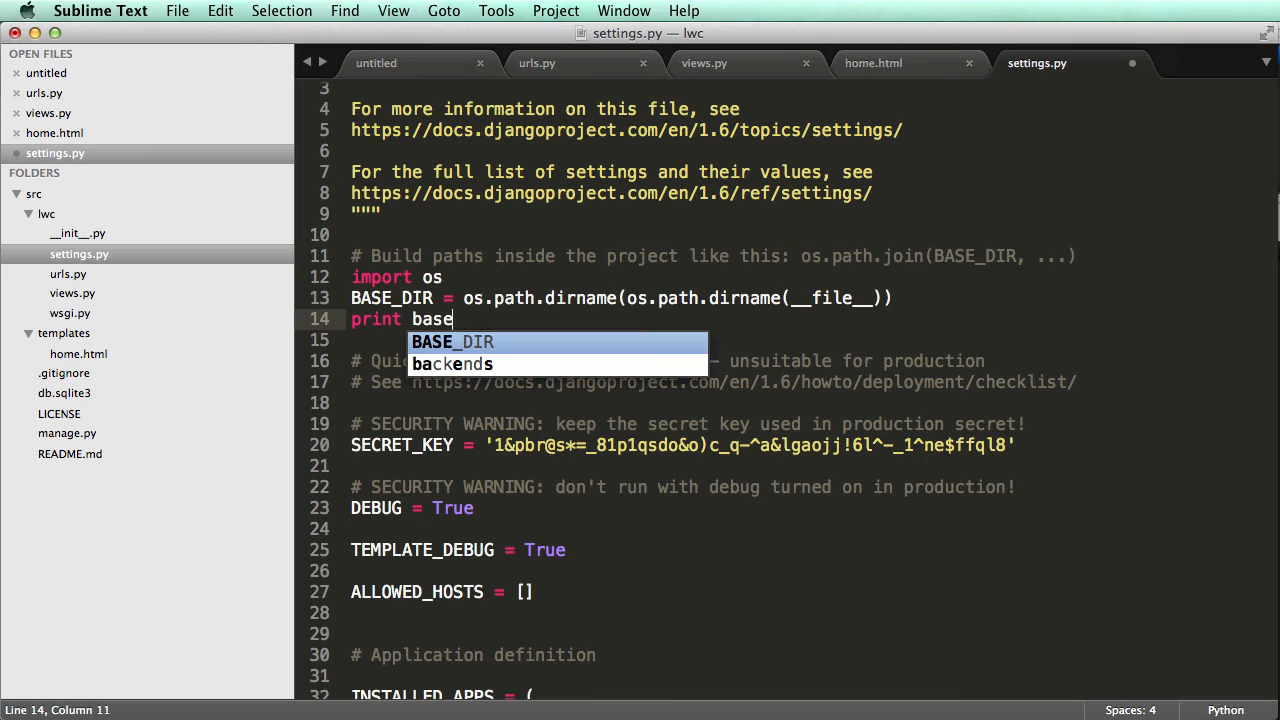 Sublime Text File Edit Selection Find View Goto Tools Project Window Help
settings.py — lwc
OPEN FILES
untitled
urls.py
views.py
home.html
settings.py
FOLDERS
src
lwc
__init__.py
settings.py
urls.py
views.py
wsgi.py
templates
home.html
.gitignore
db.sqlite3
LICENSE
manage.py
README.md
untitled urls.py views.py home.html settings.py
3
4 For more information on this file, see
5 https://docs.djangoproject.com/en/1.6/topics/settings/
6
7 For the full list of settings and their values, see
8 https://docs.djangoproject.com/en/1.6/ref/settings/
9 """
10
11 # Build paths inside the project like this: os.path.join(BASE_DIR, ...)
12 import os
13 BASE_DIR = os.path.dirname(os.path.dirname(__file__))
14 print base
BASE_DIR
backends
15
16 # Qui - unsuitable for production
17 # See https://docs.djangoproject.com/en/1.6/howto/deployment/checklist/
18
19 # SECURITY WARNING: keep the secret key used in production secret!
20 SECRET_KEY = '1&pbr@s*=_81p1qsdo&o)c_q-^a&lgaojj!6l^-_1^ne$ffql8'
21
22 # SECURITY WARNING: don't run with debug turned on in production!
23 DEBUG = True
24
25 TEMPLATE_DEBUG = True
26
27 ALLOWED_HOSTS = []
28
29
30 # Application definition
31
32 INSTALLED_APPS = (
Line 14, Column 11 Spaces: 4 Python